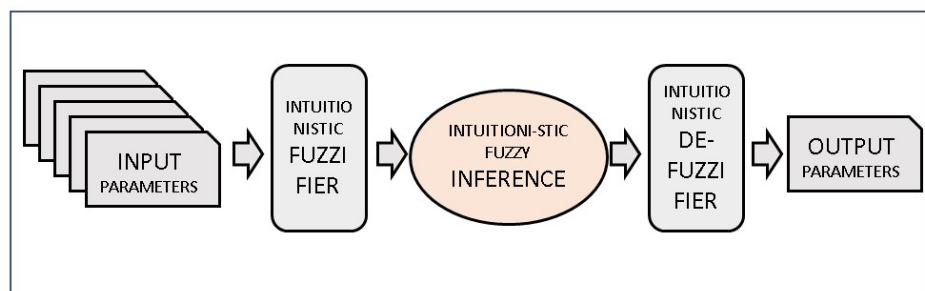 INPUT
PARAMETERS
INTUITIO
NISTIC
FUZZI
FIER
INTUITIONI-STIC
FUZZY
INFERENCE
INTUITIO
NISTIC
DE-
FUZZI
FIER
OUTPUT
PARAMETERS